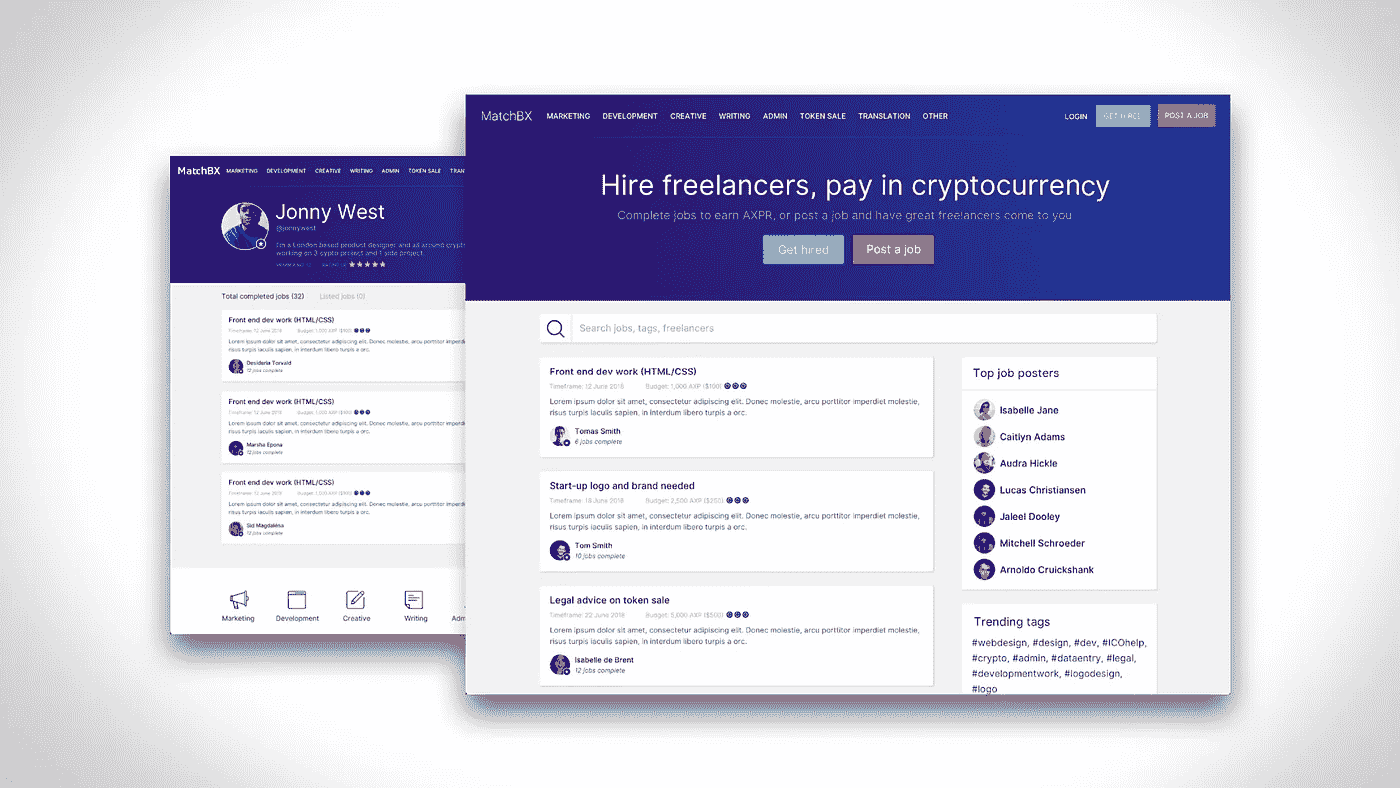 MatchBX MARKETING DEVELOPMENT CREATIVE WRITING ADMIN TOKEN SALE TRAN
Jonny West
@jonnywest
I'm a London based product designer and all around crypto
working on 3 crypto project and 1 solo project.
Total completed jobs (32) Listed jobs (0)
Front end dev work (HTML/CSS)
Timeframe: 12 June 2018 Budget: 1,000 AXP ($100)
Lorem ipsum dolor sit amet, consectetur adipiscing elit. Donec molestie, arcu
risus turpis iaculis sapien, in interdum libero turpis a orc.
Desideria Torvald
12 jobs complete
Front end dev work (HTML/CSS)
Timeframe: 12 June 2018 Budget: 1,000 AXP ($100)
Lorem ipsum dolor sit amet, consectetur adipiscing elit. Donec molestie, arcu
risus turpis iaculis sapien, in interdum libero turpis a orc.
Marsha Epona
12 jobs complete
Front end dev work (HTML/CSS)
Timeframe: 12 June 2018 Budget: 1,000 AXP ($100)
Lorem ipsum dolor sit amet, consectetur adipiscing elit. Donec molestie, arcu
risus turpis iaculis sapien, in interdum libero turpis a orc.
Sid Magdalena
12 jobs complete
Marketing Development Creative Writing Adm
MatchBX MARKETING DEVELOPMENT CREATIVE WRITING ADMIN TOKEN SALE TRANSLATION OTHER LOGIN GET HIRED POST A JOB
Hire freelancers, pay in cryptocurrency
Complete jobs to earn AXPR, or post a job and have great freelancers come to you
Get hired Post a job
Search jobs, tags, freelancers
Front end dev work (HTML/CSS)
Timeframe: 12 June 2018 Budget: 1,000 AXP ($100)
Lorem ipsum dolor sit amet, consectetur adipiscing elit. Donec molestie, arcu porttitor imperdiet molestie,
risus turpis iaculis sapien, in interdum libero turpis a orc.
Tomas Smith
6 jobs complete
Start-up logo and brand needed
Timeframe: 18 June 2018 Budget: 2,500 AXP ($250)
Lorem ipsum dolor sit amet, consectetur adipiscing elit. Donec molestie, arcu porttitor imperdiet molestie,
risus turpis iaculis sapien, in interdum libero turpis a orc.
Tom Smith
10 jobs complete
Legal advice on token sale
Timeframe: 22 June 2018 Budget: 5,000 AXP ($500)
Lorem ipsum dolor sit amet, consectetur adipiscing elit. Donec molestie, arcu porttitor imperdiet molestie,
risus turpis iaculis sapien, in interdum libero turpis a orc.
Isabelle de Brent
12 jobs complete
Top job posters
Isabelle Jane
Caitlyn Adams
Audra Hickle
Lucas Christiansen
Jaleel Dooley
Mitchell Schroeder
Arnoldo Cruickshank
Trending tags
#webdesign, #design, #dev, #ICOhelp,
#crypto, #admin, #dataentry, #legal,
#developmentwork, #logodesign,
#logo